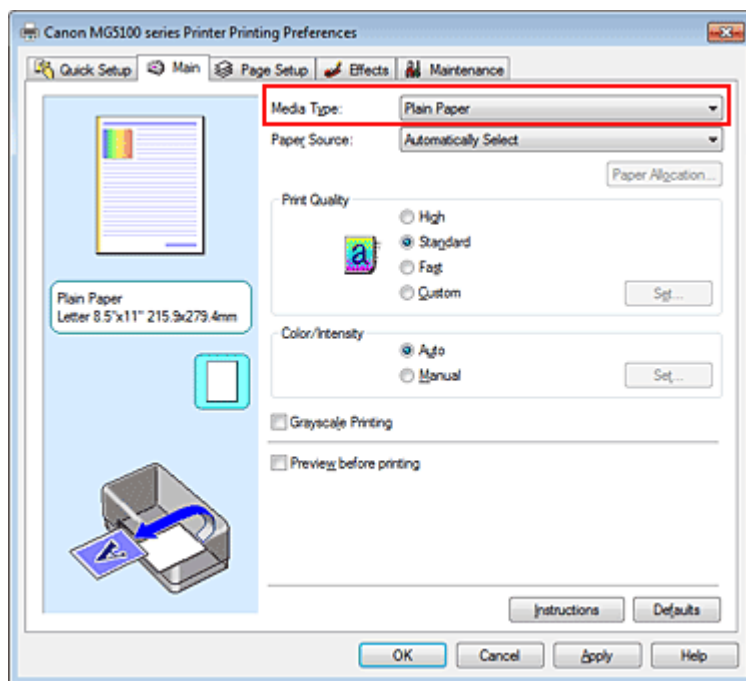 Canon MG5100 series Printer Printing Preferences
Quick Setup Main Page Setup Effects Maintenance
Media Type: Plain Paper
Paper Source: Automatically Select
Paper Allocation...
Print Quality
High
a Standard
Fast
Custom Set...
Plain Paper
Letter 8.5"x11" 215.9x279.4mm
Color/Intensity
Auto
Manual Set...
Grayscale Printing
Preview before printing
A
Instructions Defaults
OK Cancel Apply Help